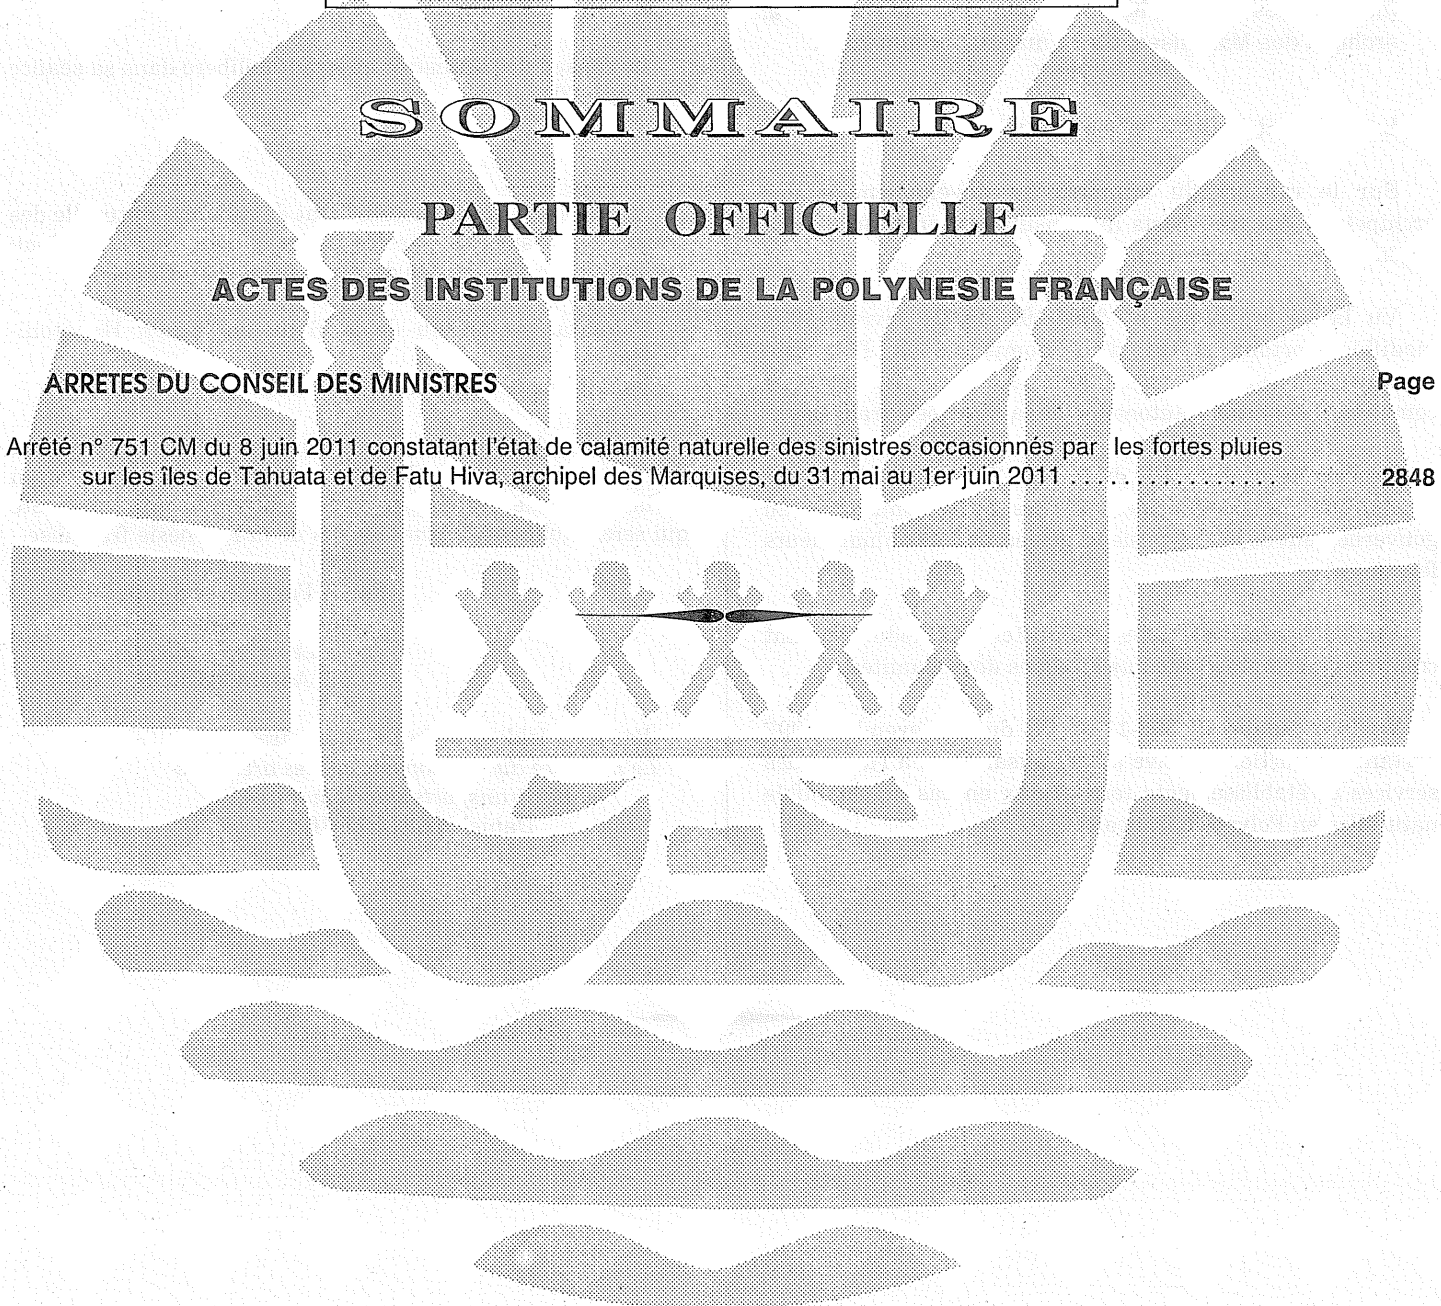 SOMMAIRE
PARTIE OFFICIELLE
ACTES DES INSTITUTIONS DE LA POLYNESIE FRANÇAISE
ARRETES DU CONSEIL DES MINISTRES Page
Arrêté n° 751 CM du 8 juin 2011 constatant l'état de calamité naturelle des sinistres occasionnés par les fortes pluies
sur les îles de Tahuata et de Fatu Hiva, archipel des Marquises, du 31 mai au 1er juin 2011 . . . . . . . . . . . . . . . . 2848